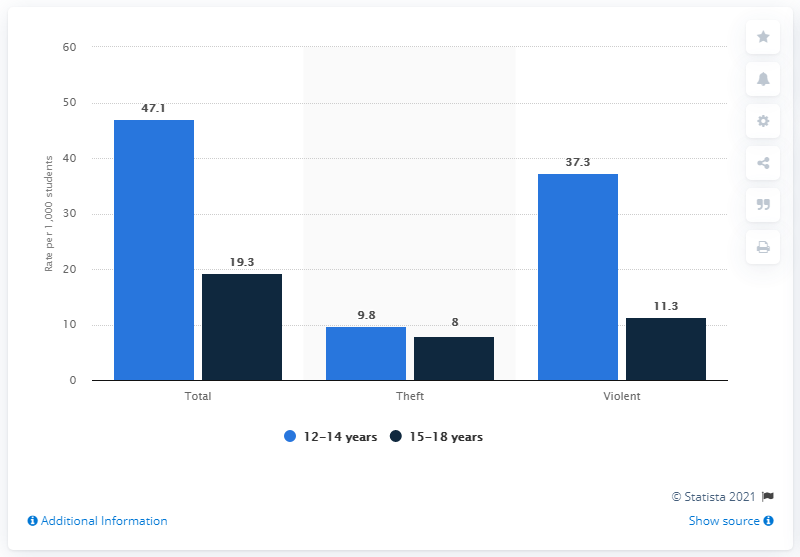 60
50
40
30
20
10
0
Rate per 1,000 students
47.1
19.3
9.8
8
37.3
11.3
Total
Theft
Violent
12-14 years
15-18 years
© Statista 2021
Additional Information
Show source